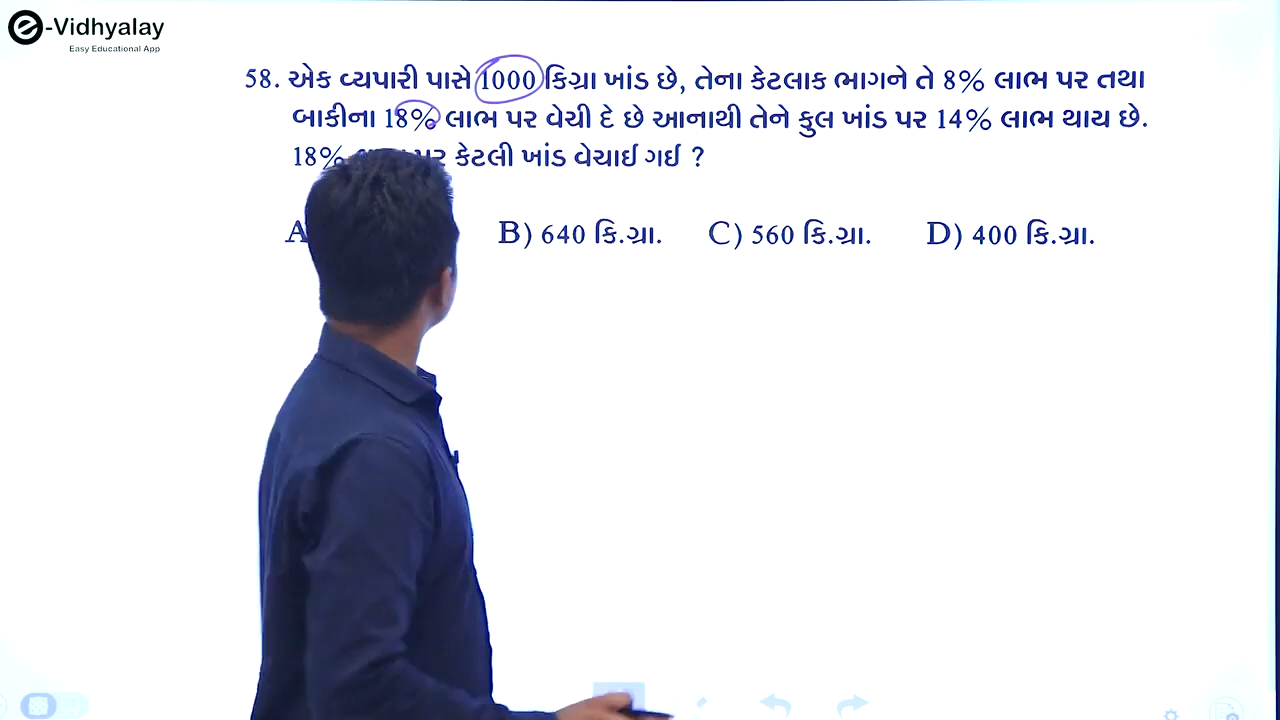 e-Vidhyalay
Easy Educational App
58. એક વ્યપારી પાસે 1000 કિગ્રા ખાંડ છે, તેના કેટલાક ભાગને તે 8% લાભ પર તથા
બાકીના 18% લાભ પર વેચી દે છે આનાથી તેને કુલ ખાંડ પર 14% લાભ થાય છે.
18% પર કેટલી ખાંડ વેચાઈ ગઈ ?
A B) 640 કિ.ગ્રા. C) 560 કિ.ગ્રા. D) 400 કિ.ગ્રા.